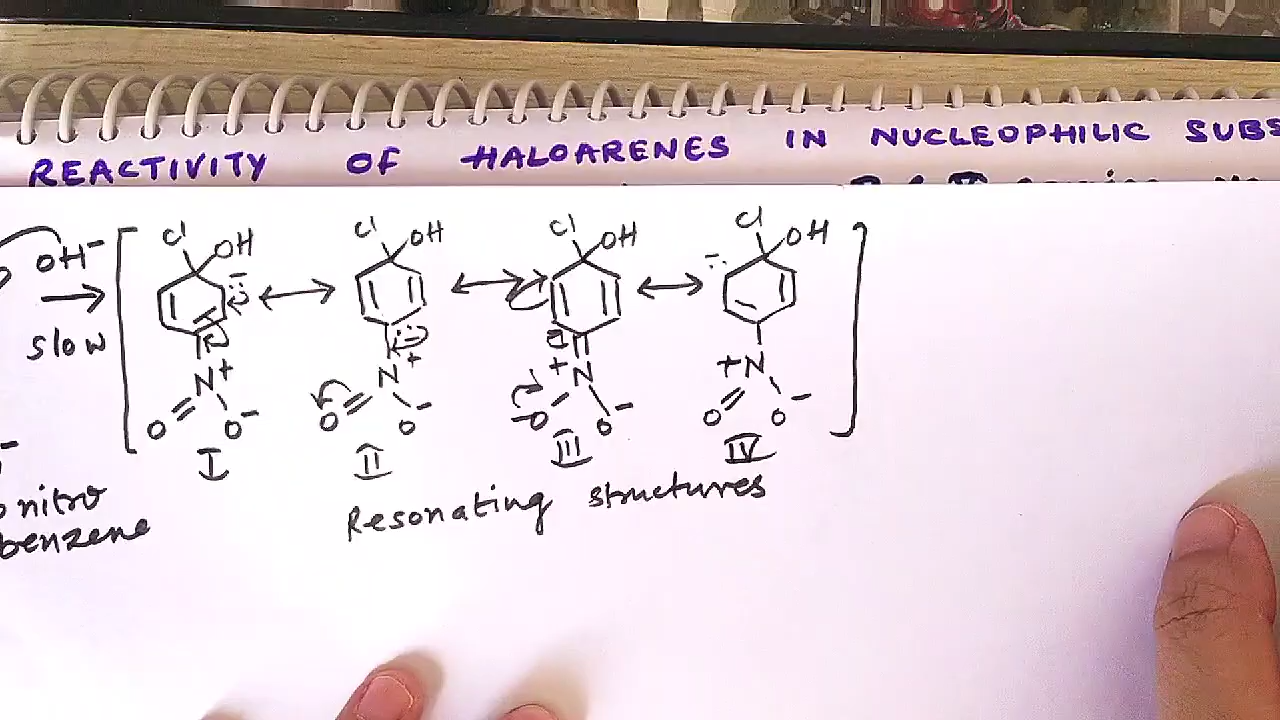 REACTIVITY OF HALOARENES IN NUCLEOPHILIC SUBS
OH⁻
slow
Cl OH
N⁺
O O⁻
I
Cl OH
N⁺
O O⁻
II
Cl OH
⁺N
⁻O O⁻
III
Cl OH
⁺N
O O⁻
IV
nitro
benzene
Resonating structures